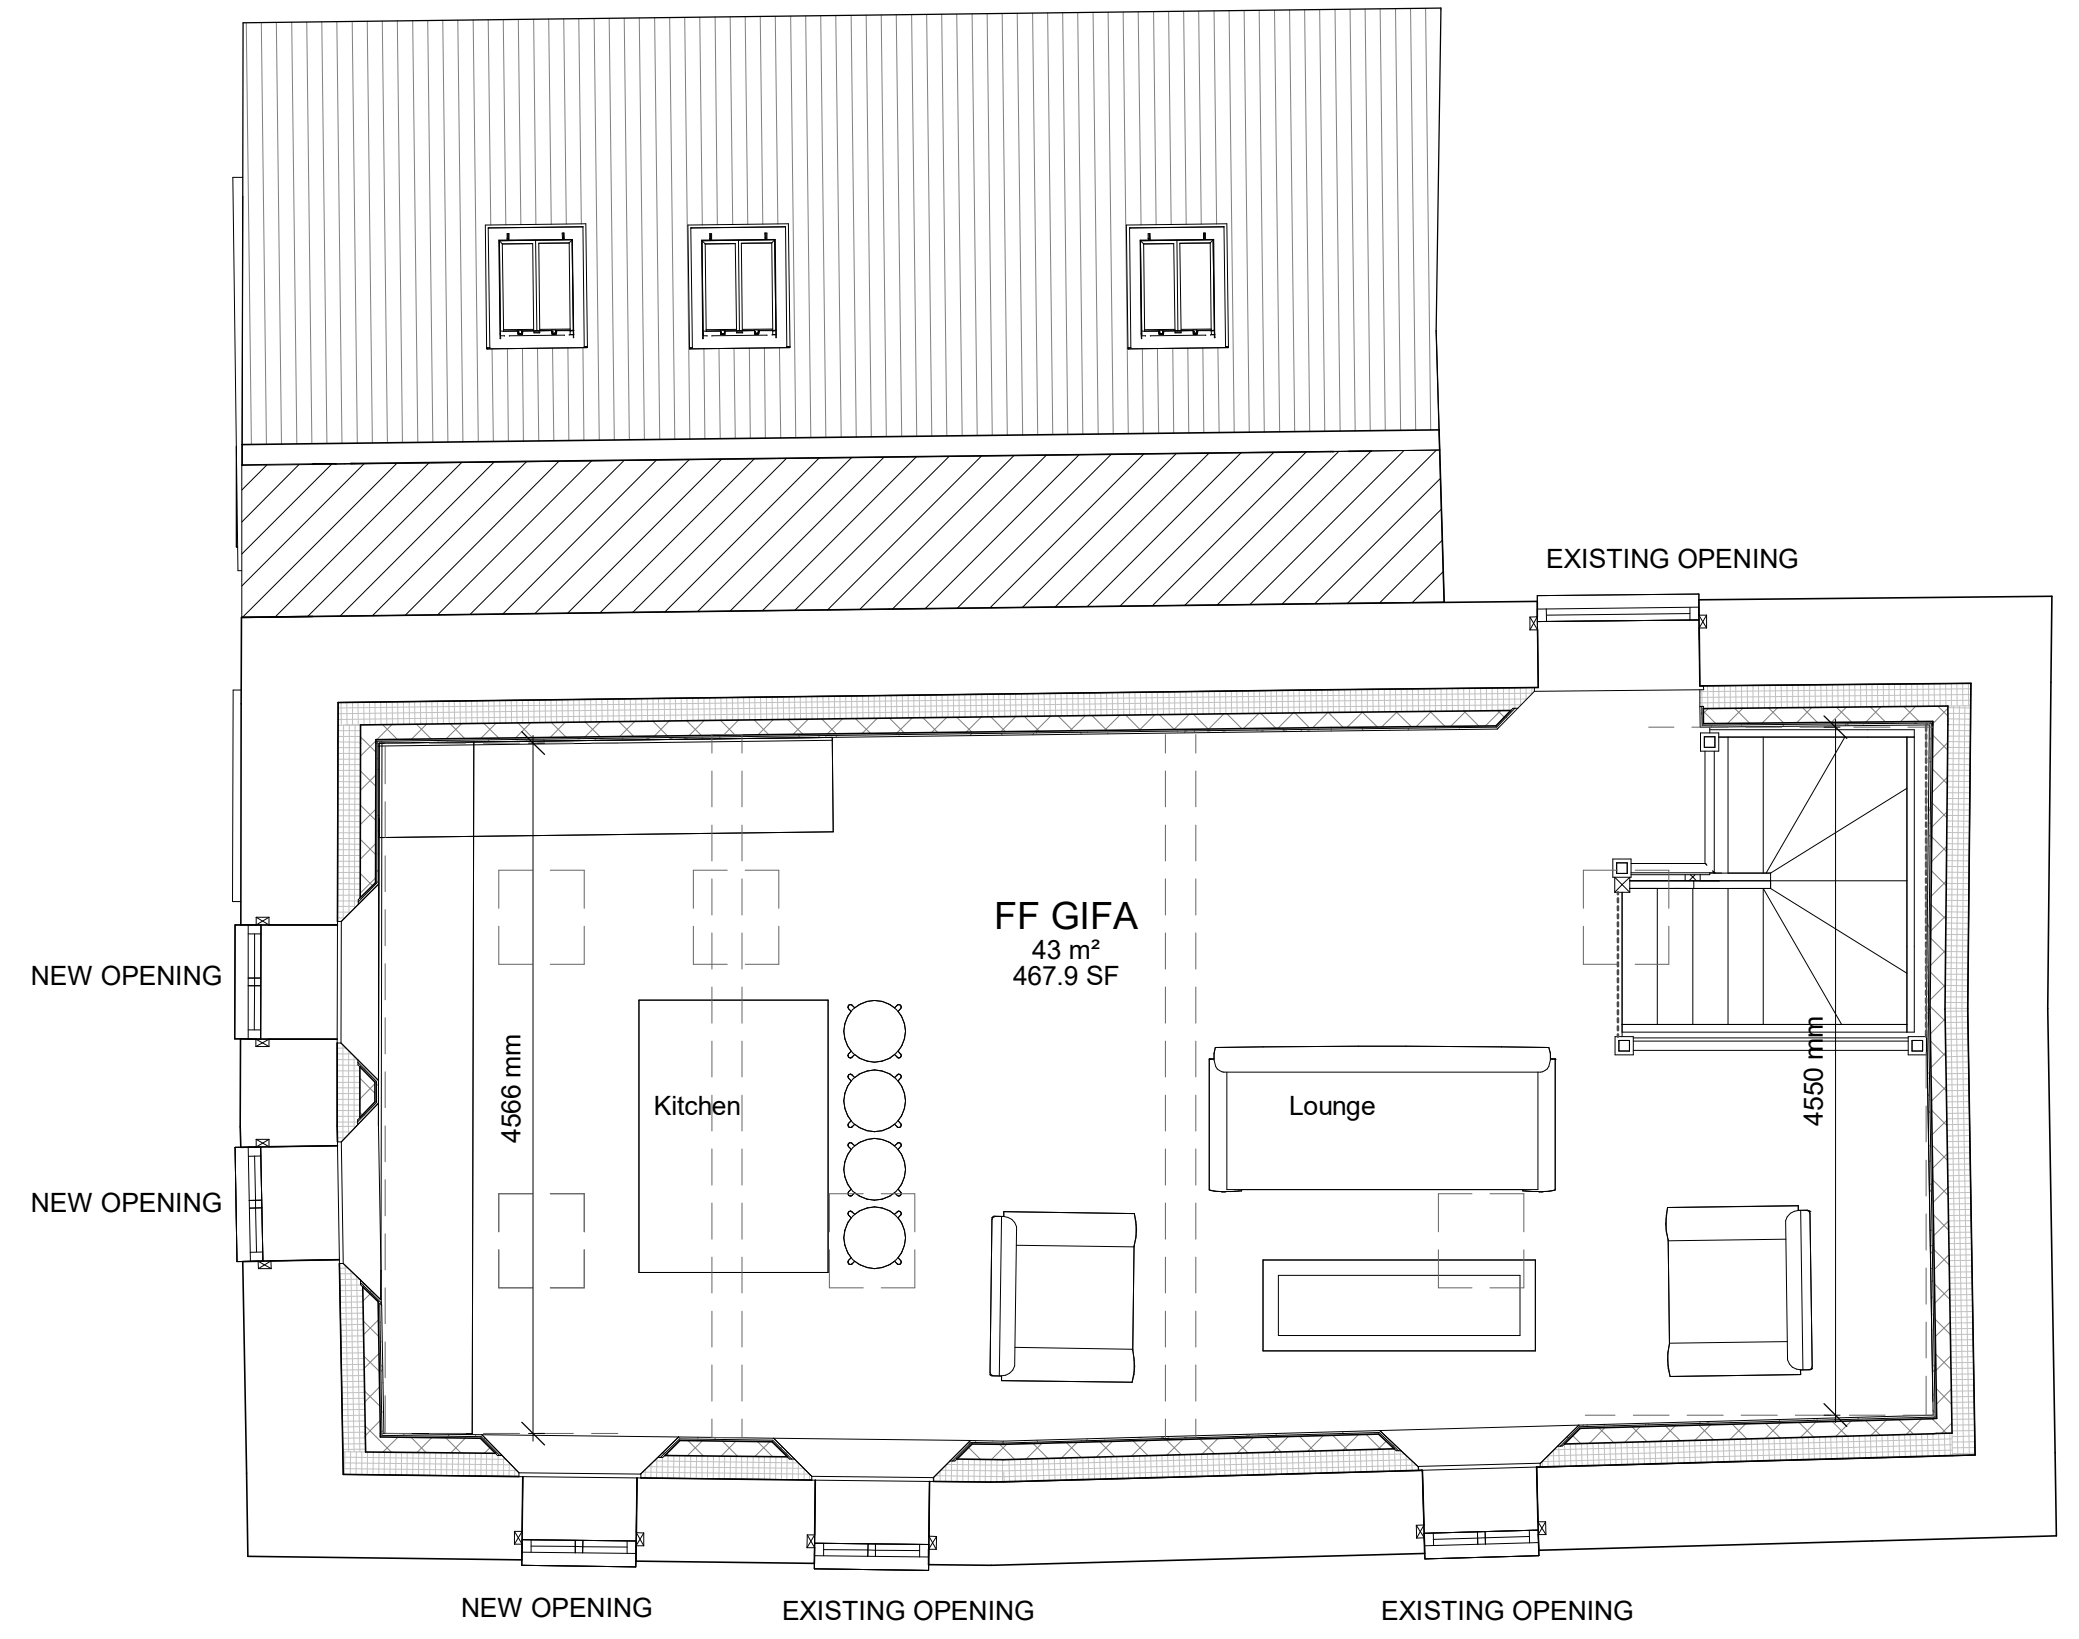 EXISTING OPENING
FF GIFA
43 m²
467.9 SF
NEW OPENING
4566 mm
4550 mm
Kitchen
Lounge
NEW OPENING
NEW OPENING
EXISTING OPENING
EXISTING OPENING